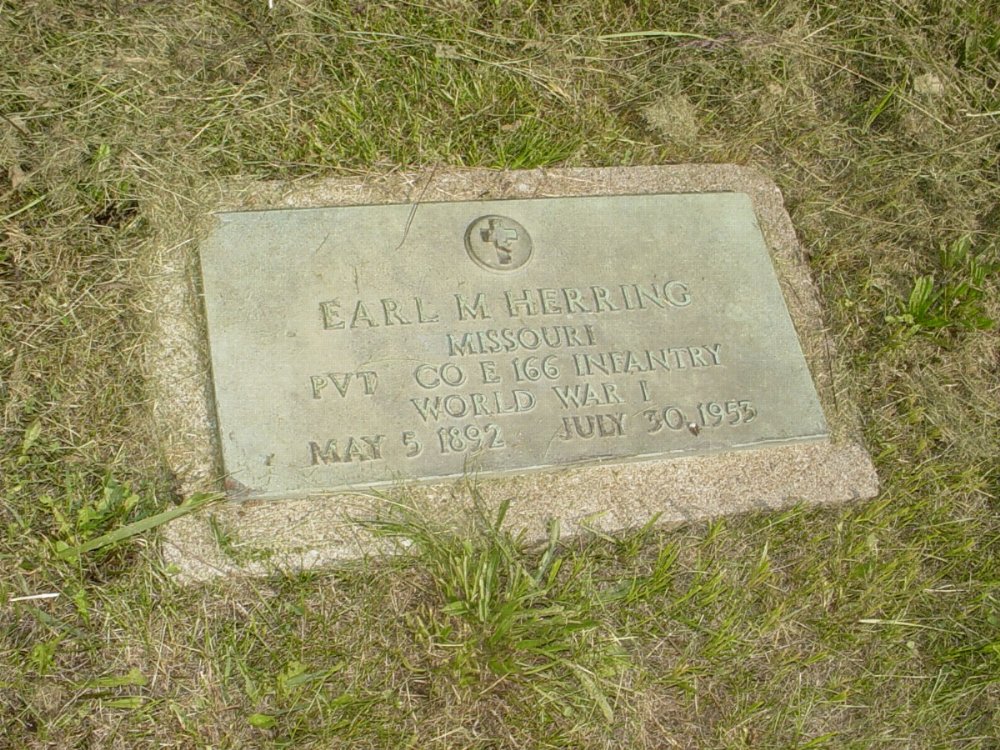 EARL M HERRING
MISSOURI
PVT CO E 166 INFANTRY
WORLD WAR I
MAY 5 1892 JULY 30 1953